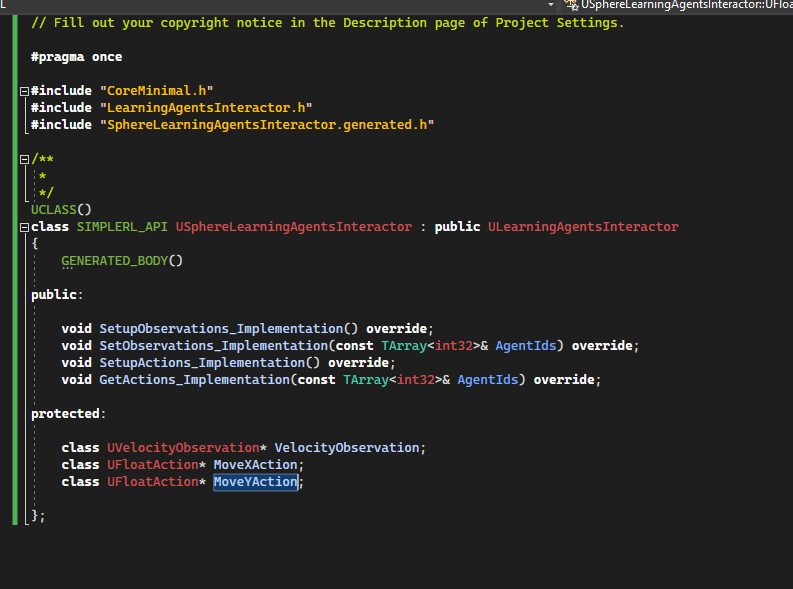 USphereLearningAgentsInteractor::UFloa
// Fill out your copyright notice in the Description page of Project Settings.
#pragma once
#include "CoreMinimal.h"
#include "LearningAgentsInteractor.h"
#include "SphereLearningAgentsInteractor.generated.h"
/**
*
*/
UCLASS()
class SIMPLERL_API USphereLearningAgentsInteractor : public ULearningAgentsInteractor
{
GENERATED_BODY()
public:
void SetupObservations_Implementation() override;
void SetObservations_Implementation(const TArray<int32>& AgentIds) override;
void SetupActions_Implementation() override;
void GetActions_Implementation(const TArray<int32>& AgentIds) override;
protected:
class UVelocityObservation* VelocityObservation;
class UFloatAction* MoveXAction;
class UFloatAction* MoveYAction;
};